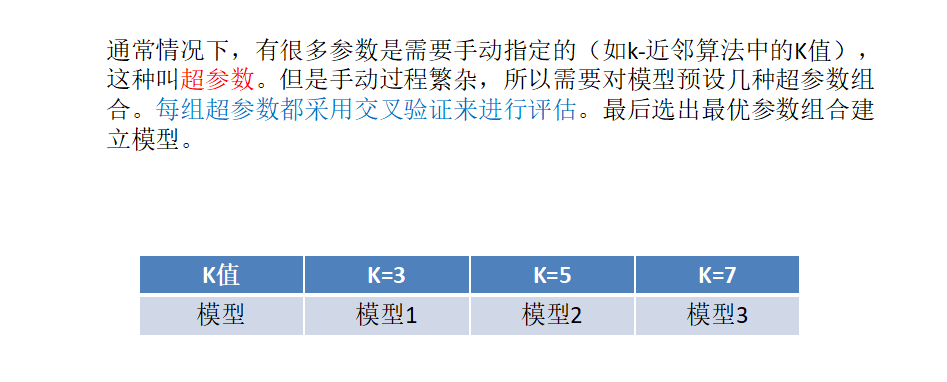 通常情况下，有很多参数是需要手动指定的（如k-近邻算法中的K值），
这种叫超参数。但是手动过程繁杂，所以需要对模型预设几种超参数组
合。每组超参数都采用交叉验证来进行评估。最后选出最优参数组合建
立模型。
K值 K=3 K=5 K=7
模型 模型1 模型2 模型3